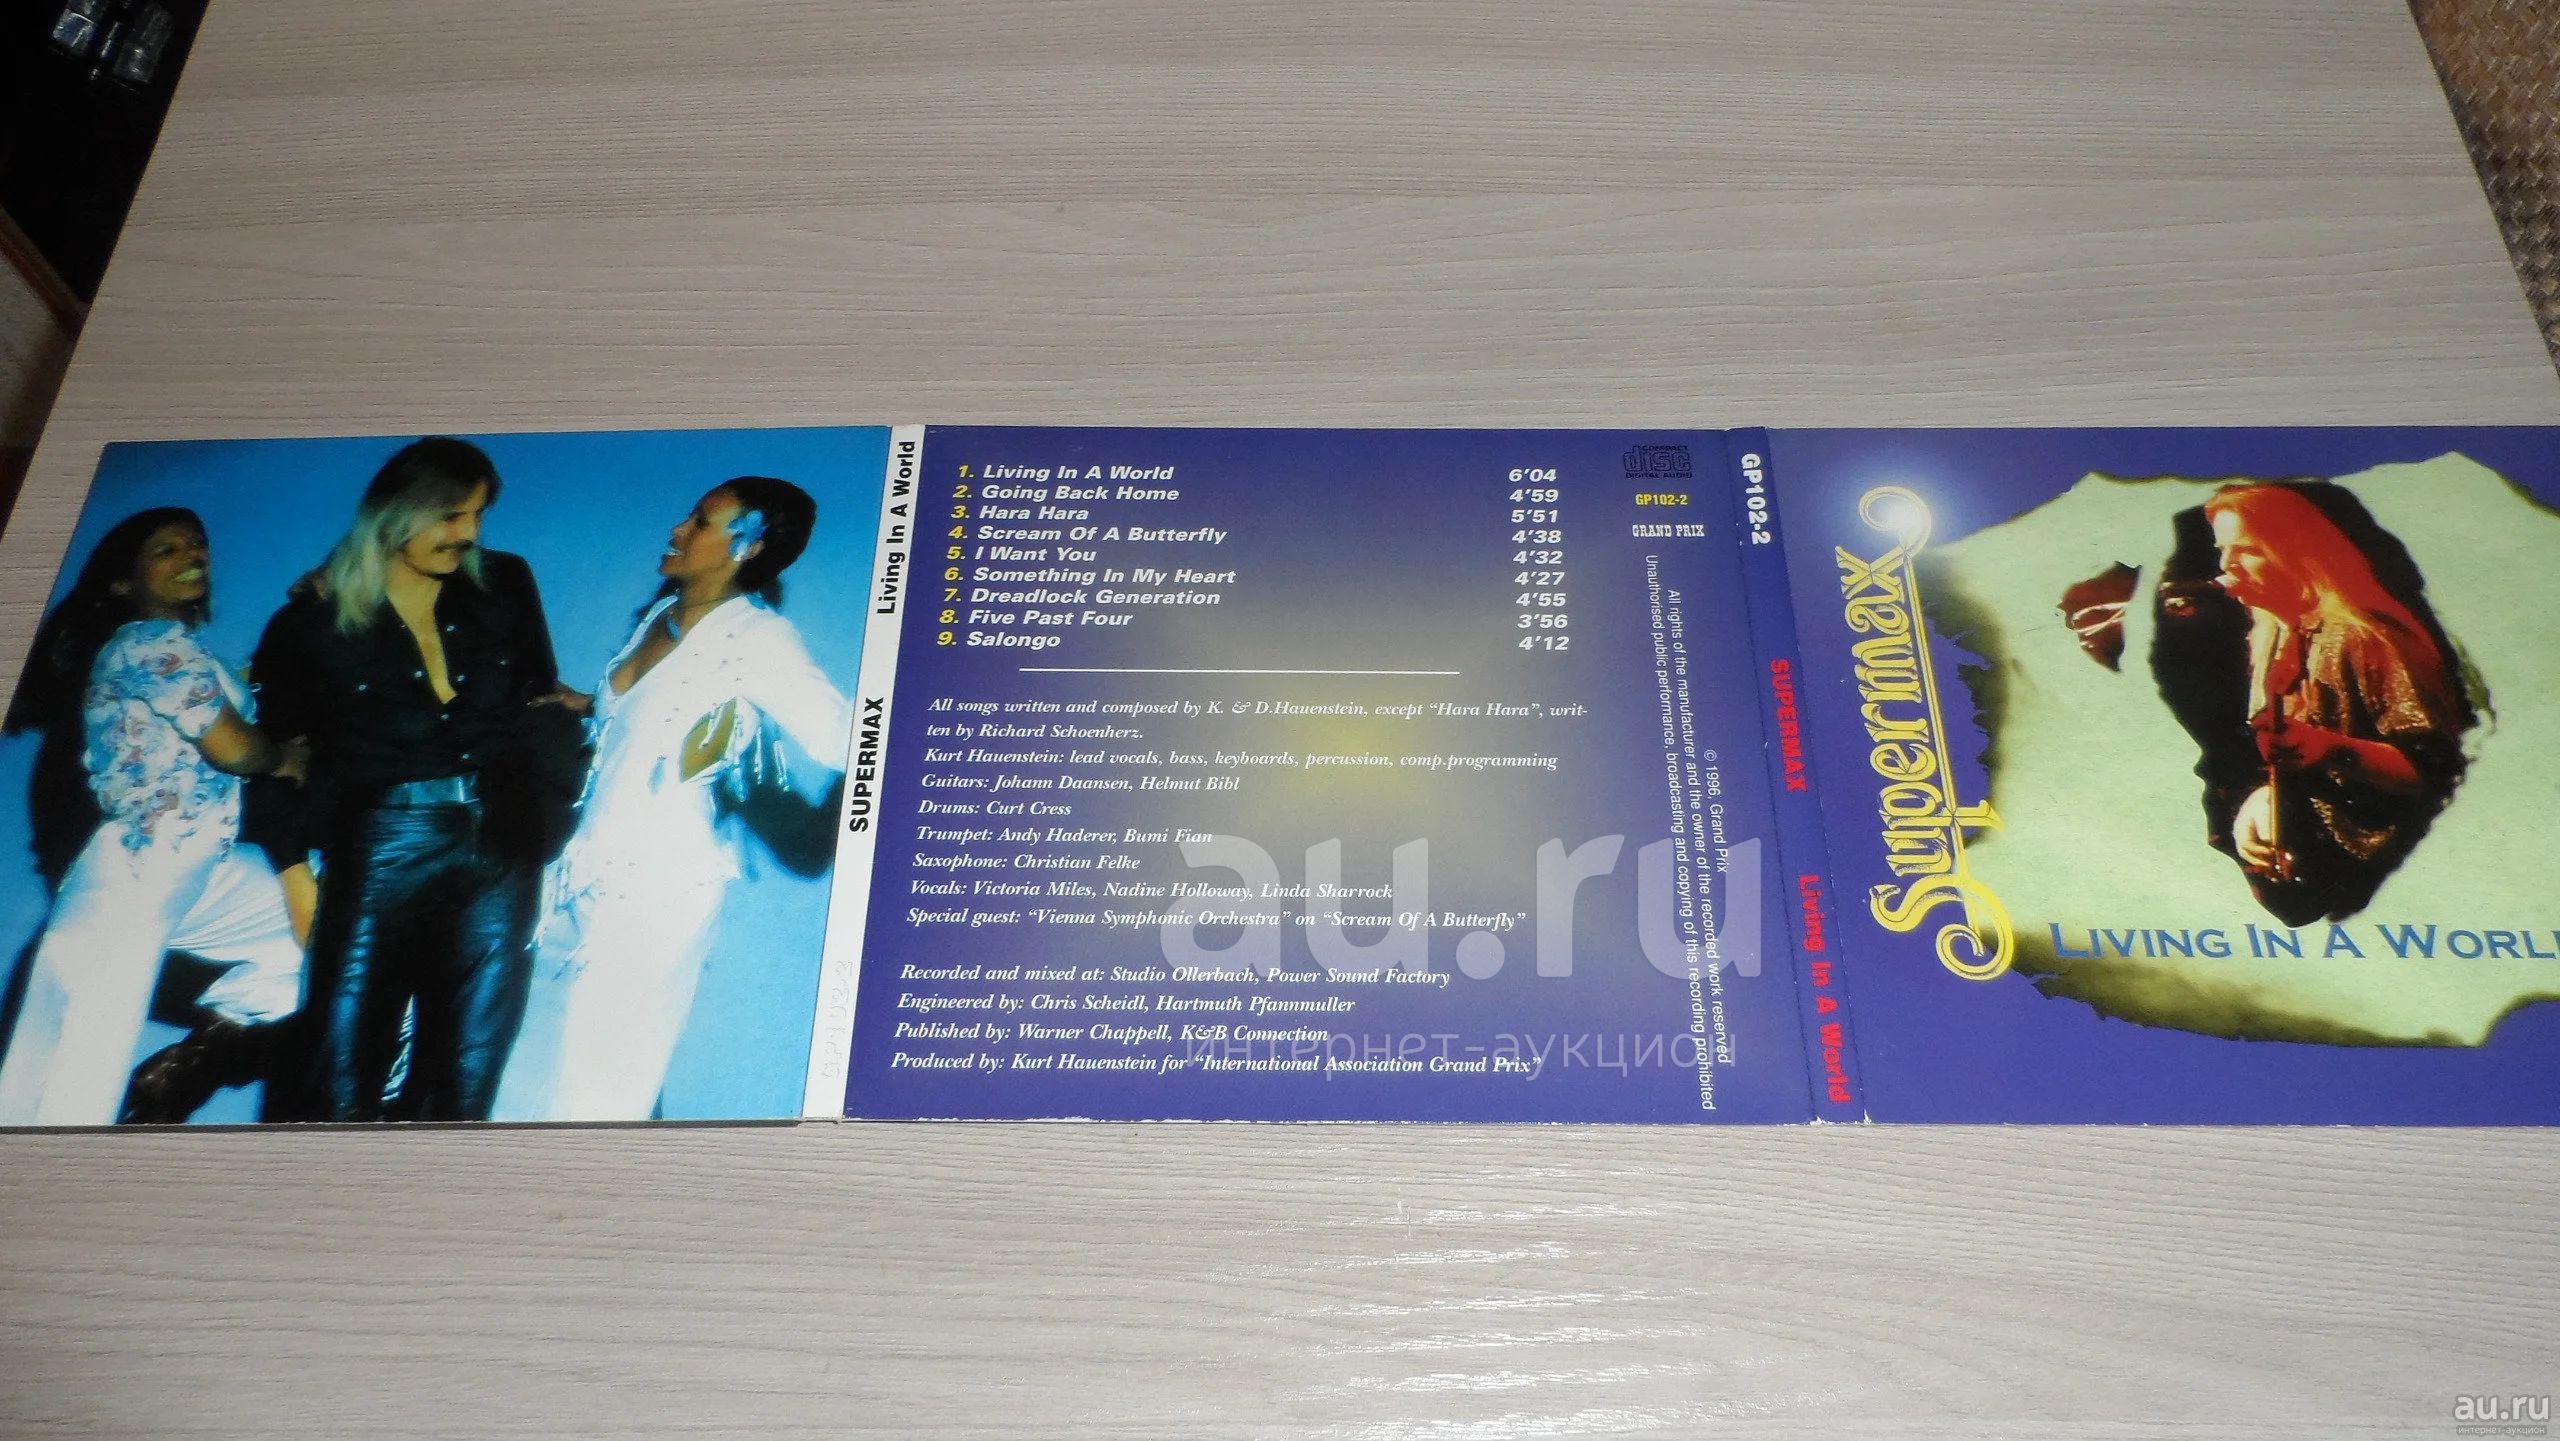 SUPERMAX Living In A World
1. Living In A World 6'04
2. Going Back Home 4'59
3. Hara Hara 5'51
4. Scream Of A Butterfly 4'38
5. I Want You 4'32
6. Something In My Heart 4'27
7. Dreadlock Generation 4'55
8. Five Past Four 3'56
9. Salongo 4'12
All songs written and composed by K. & D.Hauenstein, except “Hara Hara”, writ-
ten by Richard Schoenherz.
Kurt Hauenstein: lead vocals, bass, keyboards, percussion, comp.programming
Guitars: Johann Daansen, Helmut Bibl
Drums: Curt Cress
Trumpet: Andy Haderer, Bumi Fian
Saxophone: Christian Felke
Vocals: Victoria Miles, Nadine Holloway, Linda Sharrock
Special guest: “Vienna Symphonic Orchestra” on “Scream Of A Butterfly”
Recorded and mixed at: Studio Ollerbach, Power Sound Factory
Engineered by: Chris Scheidl, Hartmuth Pfannmuller
Published by: Warner Chappell, K&B Connection
Produced by: Kurt Hauenstein for “International Association Grand Prix”
COMPACT
disc
DIGITAL AUDIO
GP102-2
GRAND PRIX
© 1996, Grand Prix
All rights of the manufacturer and the owner of the recorded work reserved
Unauthorised public performance, broadcasting and copying of this recording prohibited
GP102-2 SUPERMAX Living In A World
Supermax
LIVING IN A WORL
au.ru
интернет-аукцион
au.ru
интернет-аукцион